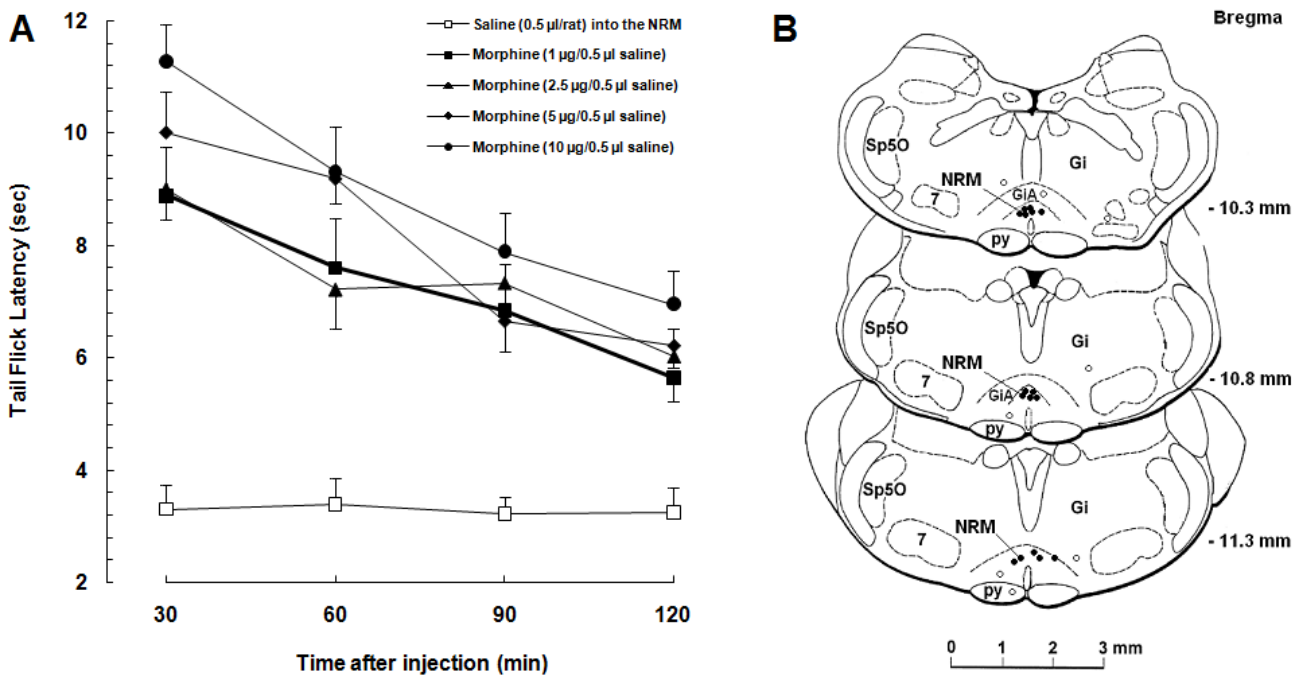 A
Tail Flick Latency (sec)
12
10
8
6
4
2
30 60 90 120
Time after injection (min)
Saline (0.5 µl/rat) into the NRM
Morphine (1 µg/0.5 µl saline)
Morphine (2.5 µg/0.5 µl saline)
Morphine (5 µg/0.5 µl saline)
Morphine (10 µg/0.5 µl saline)
B
Bregma
Sp5O
Gi
NRM
GiA
7
py
- 10.3 mm
Sp5O
Gi
NRM
7
GiA
py
- 10.8 mm
Sp5O
Gi
NRM
7
py
- 11.3 mm
0 1 2 3 mm